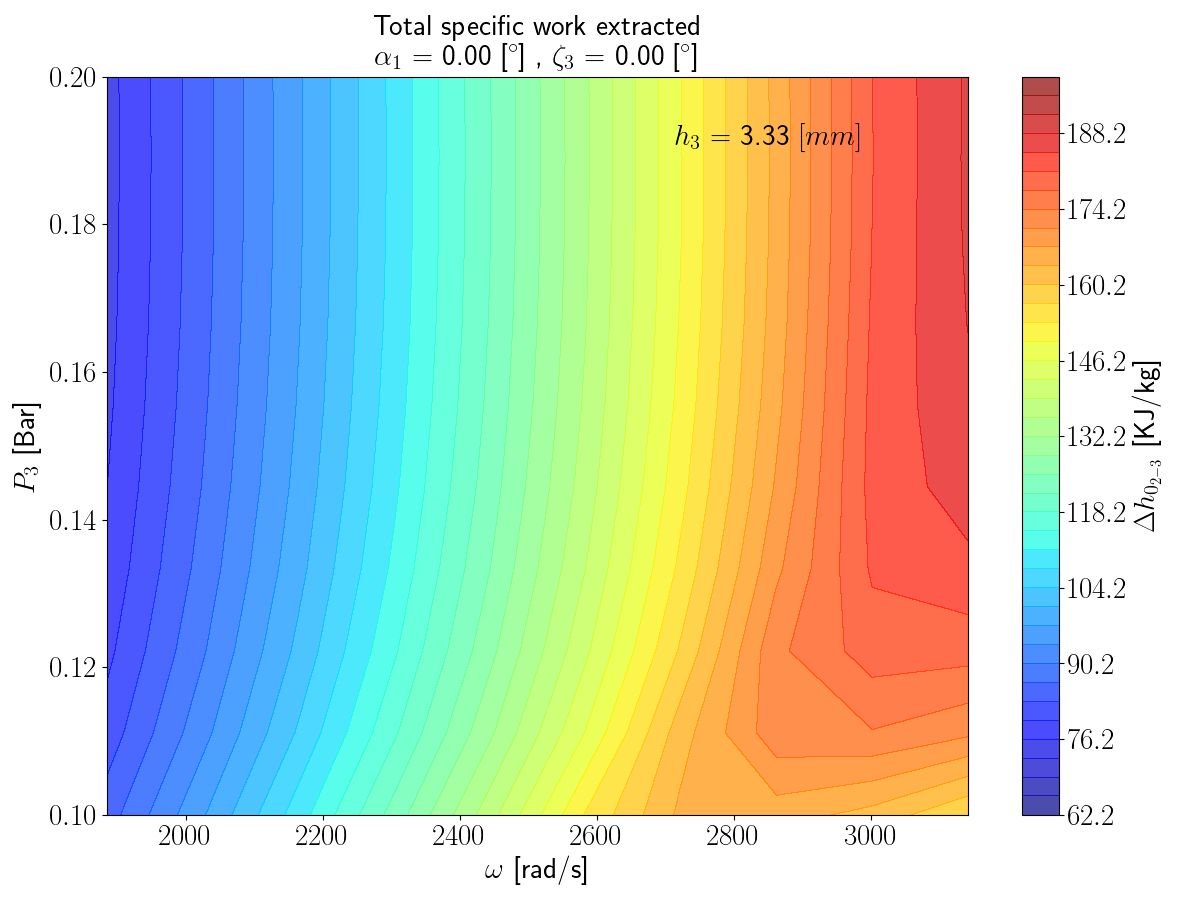 Total specific work extracted
α₁ = 0.00 [°] , ζ₃ = 0.00 [°]
h₃ = 3.33 [mm]
0.20
0.18
0.16
0.14
0.12
0.10
P₃ [Bar]
2000 2200 2400 2600 2800 3000
ω [rad/s]
188.2
174.2
160.2
146.2
132.2
118.2
104.2
90.2
76.2
62.2
Δh₀₂₋₃ [KJ/kg]